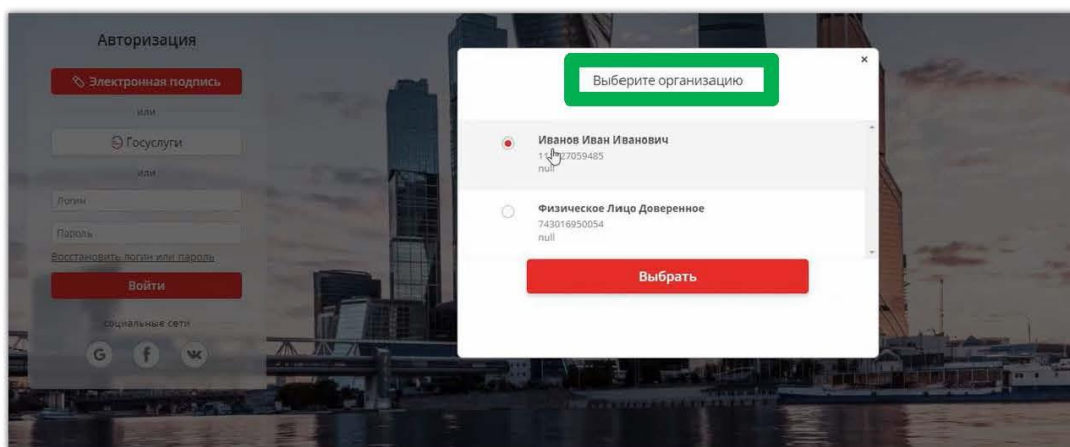 Авторизация
Электронная подпись
или
Госуслуги
или
Логин
Пароль
Восстановить логин или пароль
Войти
социальные сети
G f
Выберите организацию
×
Иванов Иван Иванович
27059485
null
Физическое Лицо Доверенное
743016950054
null
Выбрать